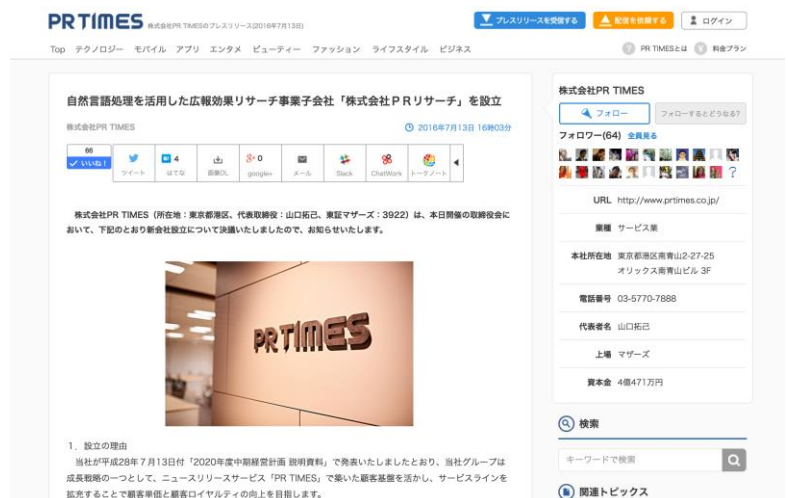 PR TIMES 株式会社PR TIMESのプレスリリース(2016年7月13日)
プレスリリースを受信する
配信を依頼する
ログイン
Top テクノロジー モバイル アプリ エンタメ ビューティー ファッション ライフスタイル ビジネス
? PR TIMESとは ¥ 料金プラン
自然言語処理を活用した広報効果リサーチ事業子会社「株式会社PRリサーチ」を設立
株式会社PR TIMES
2016年7月13日 16時03分
66
いいね！
ツイート
4
はてな
画像DL
0
google+
メール
Slack
ChatWork
トークノート
株式会社PR TIMES（所在地：東京都港区、代表取締役：山口拓己、東証マザーズ：3922）は、本日開催の取締役会に
おいて、下記のとおり新会社設立について決議いたしましたので、お知らせいたします。
PR TIMES
1．設立の理由
当社が平成28年７月13日付「2020年度中期経営計画 説明資料」で発表いたしましたとおり、当社グループは
成長戦略の一つとして、ニュースリリースサービス「PR TIMES」で築いた顧客基盤を活かし、サービスラインを
拡充することで顧客単価と顧客ロイヤルティの向上を目指します。
株式会社PR TIMES
フォロー
フォローするとどうなる?
フォロワー(64) 全員見る
?
URL http://www.prtimes.co.jp/
業種 サービス業
本社所在地 東京都港区南青山2-27-25
オリックス南青山ビル 3F
電話番号 03-5770-7888
代表者名 山口拓己
上場 マザーズ
資本金 4億471万円
検索
キーワードで検索
関連トピックス